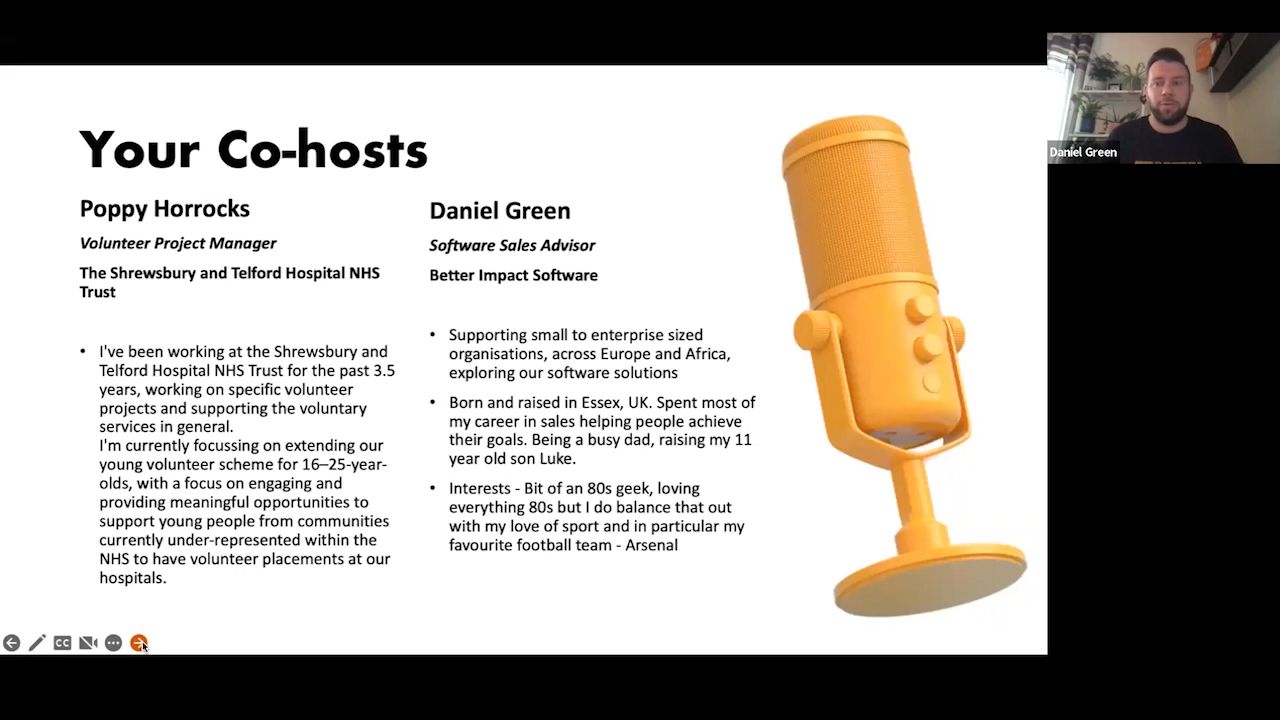 Your Co-hosts
Poppy Horrocks
Volunteer Project Manager
The Shrewsbury and Telford Hospital NHS
Trust
• I've been working at the Shrewsbury and
Telford Hospital NHS Trust for the past 3.5
years, working on specific volunteer
projects and supporting the voluntary
services in general.
I'm currently focussing on extending our
young volunteer scheme for 16–25-year-
olds, with a focus on engaging and
providing meaningful opportunities to
support young people from communities
currently under-represented within the
NHS to have volunteer placements at our
hospitals.
Daniel Green
Software Sales Advisor
Better Impact Software
• Supporting small to enterprise sized
organisations, across Europe and Africa,
exploring our software solutions
• Born and raised in Essex, UK. Spent most of
my career in sales helping people achieve
their goals. Being a busy dad, raising my 11
year old son Luke.
• Interests - Bit of an 80s geek, loving
everything 80s but I do balance that out
with my love of sport and in particular my
favourite football team - Arsenal
Daniel Green
CC